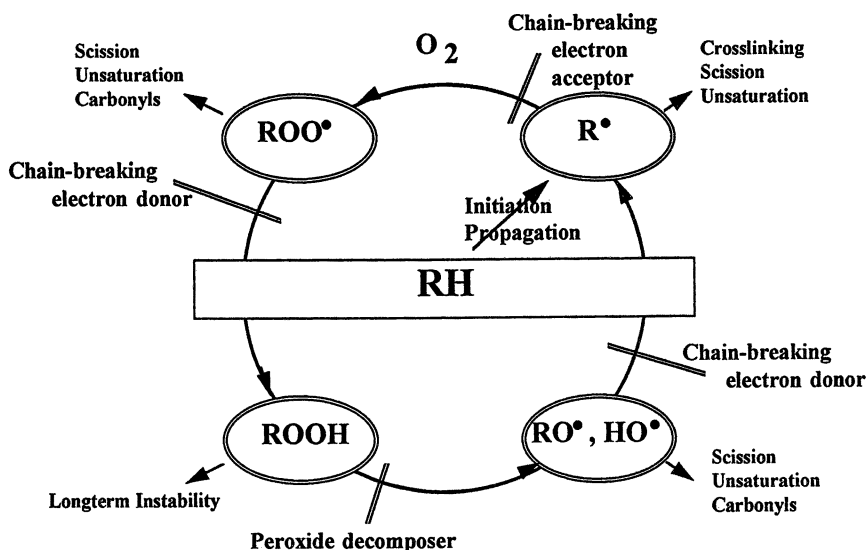 O2
Chain-breaking
electron
acceptor
Scission
Unsaturation
Carbonyls
Crosslinking
Scission
Unsaturation
ROO•
R•
Chain-breaking
electron donor
Initiation
Propagation
RH
Chain-breaking
electron donor
ROOH
RO•, HO•
Longterm Instability
Scission
Unsaturation
Carbonyls
Peroxide decomposer